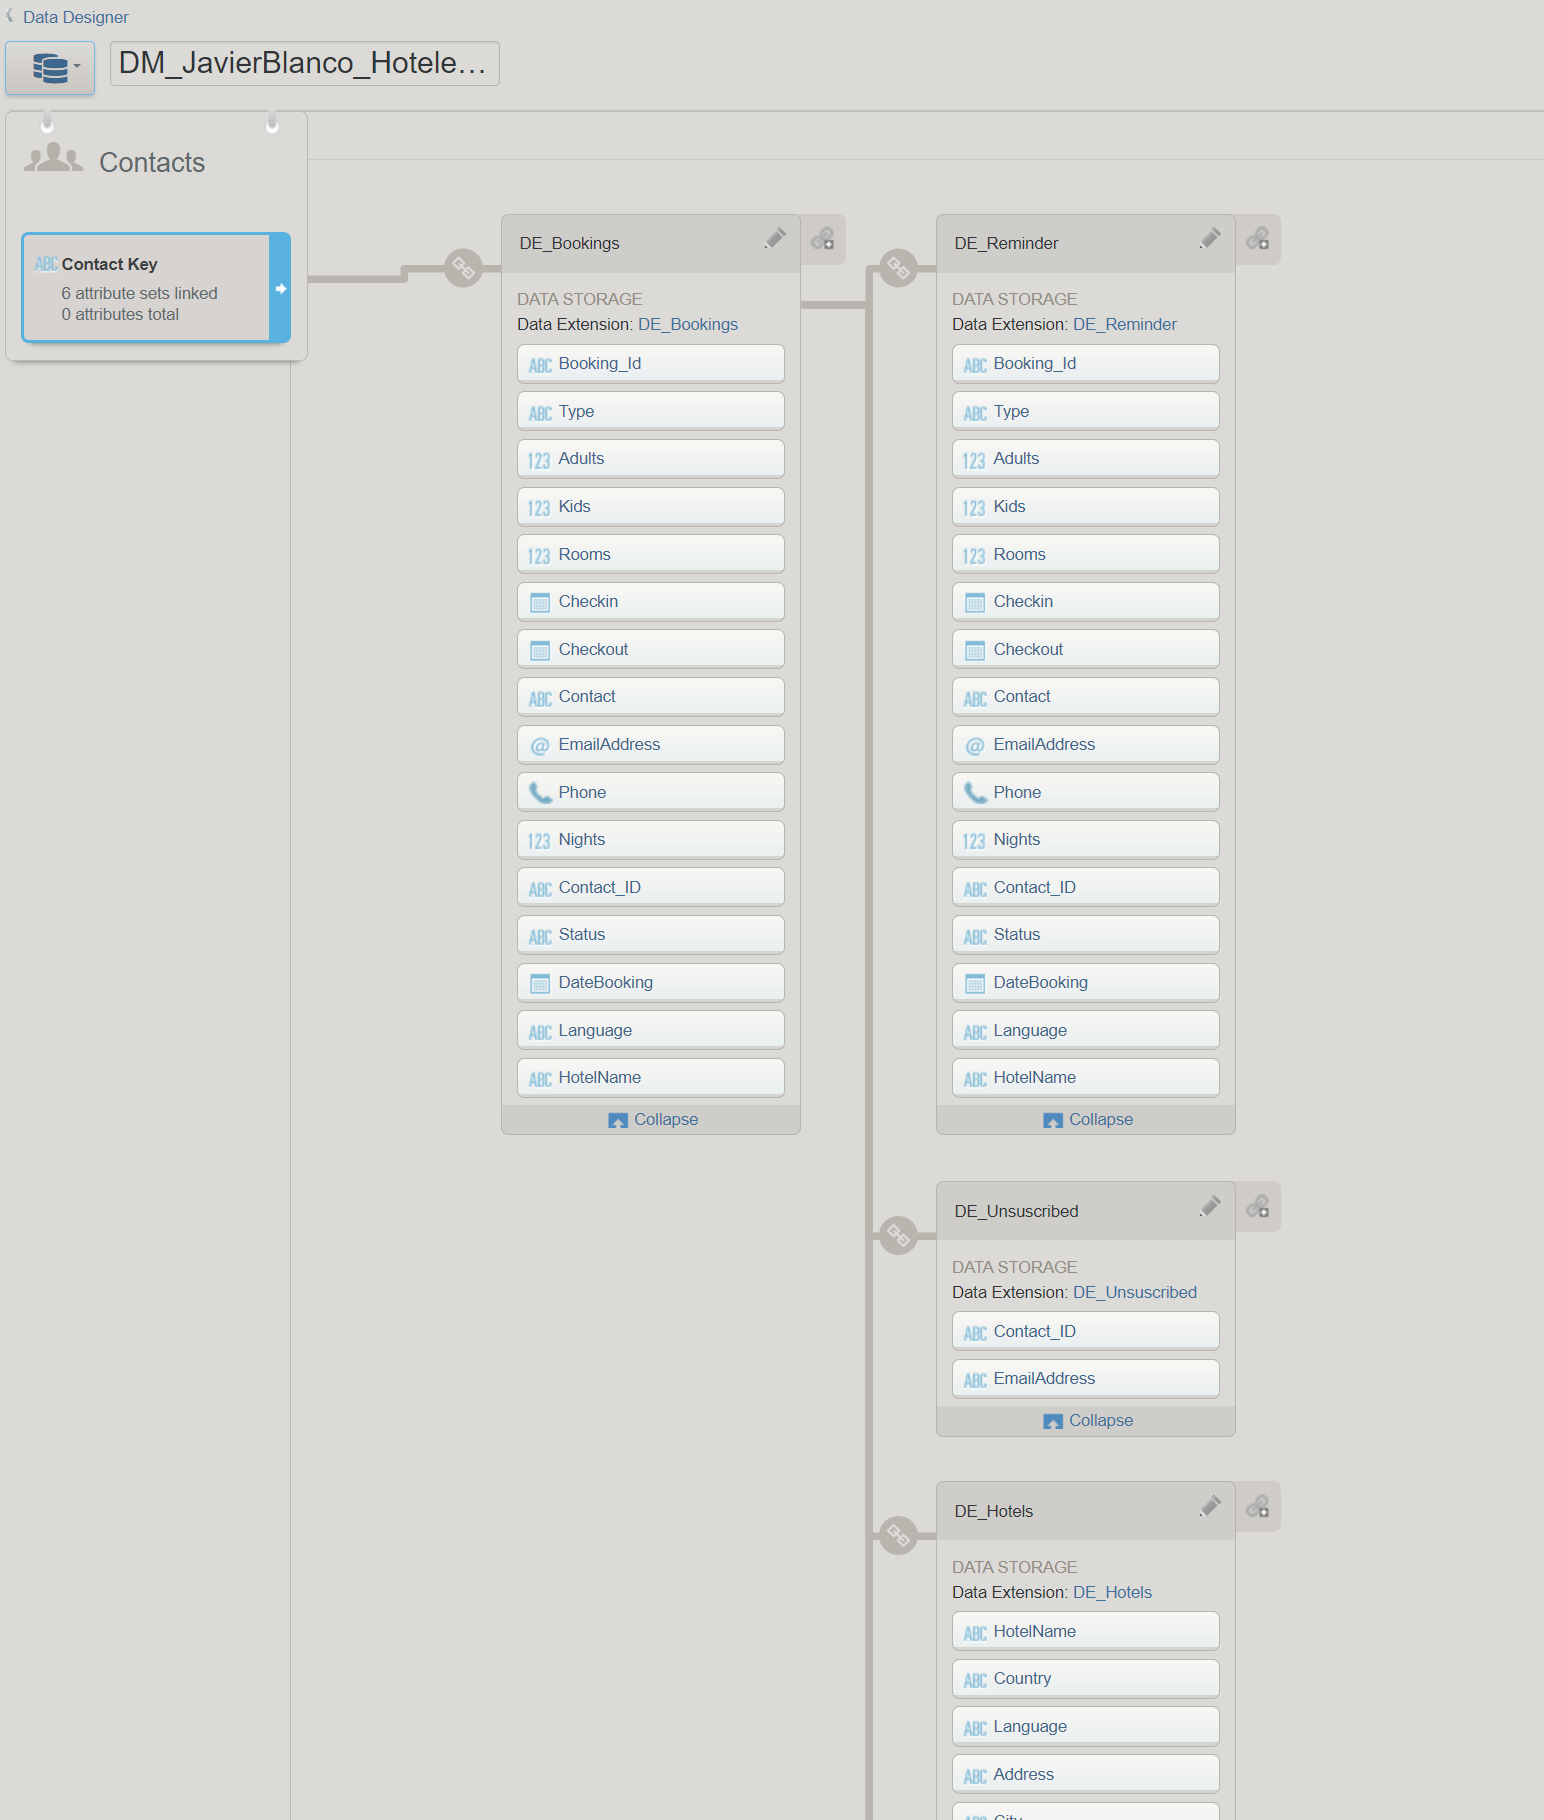 Data Designer
DM_JavierBlanco_Hotele…
Contacts
ABC Contact Key
6 attribute sets linked
0 attributes total
DE_Bookings
DATA STORAGE
Data Extension: DE_Bookings
ABC Booking_Id
ABC Type
123 Adults
123 Kids
123 Rooms
Checkin
Checkout
ABC Contact
@ EmailAddress
Phone
123 Nights
ABC Contact_ID
ABC Status
DateBooking
ABC Language
ABC HotelName
Collapse
DE_Reminder
DATA STORAGE
Data Extension: DE_Reminder
ABC Booking_Id
ABC Type
123 Adults
123 Kids
123 Rooms
Checkin
Checkout
ABC Contact
@ EmailAddress
Phone
123 Nights
ABC Contact_ID
ABC Status
DateBooking
ABC Language
ABC HotelName
Collapse
DE_Unsuscribed
DATA STORAGE
Data Extension: DE_Unsuscribed
ABC Contact_ID
ABC EmailAddress
Collapse
DE_Hotels
DATA STORAGE
Data Extension: DE_Hotels
ABC HotelName
ABC Country
ABC Language
ABC Address
ABC City